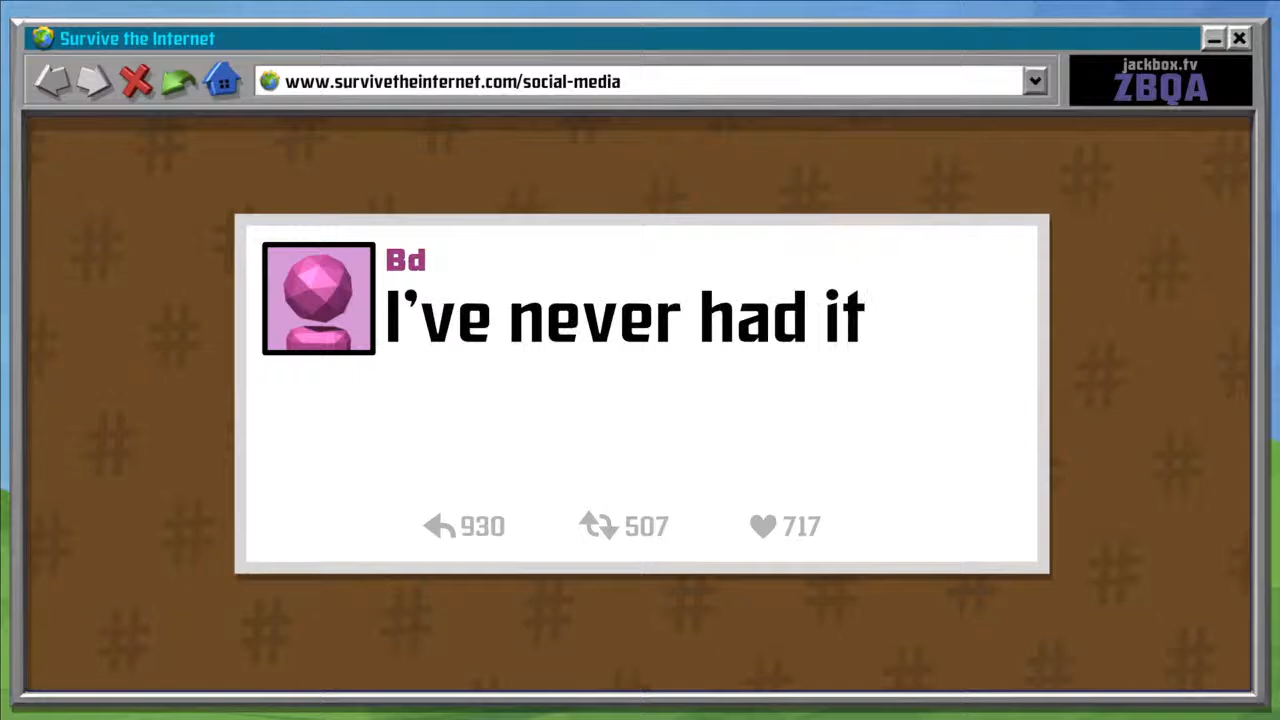 Survive the Internet
www.survivetheinternet.com/social-media
jackbox.tv
ZBQA
Bd
I've never had it
930 507 717